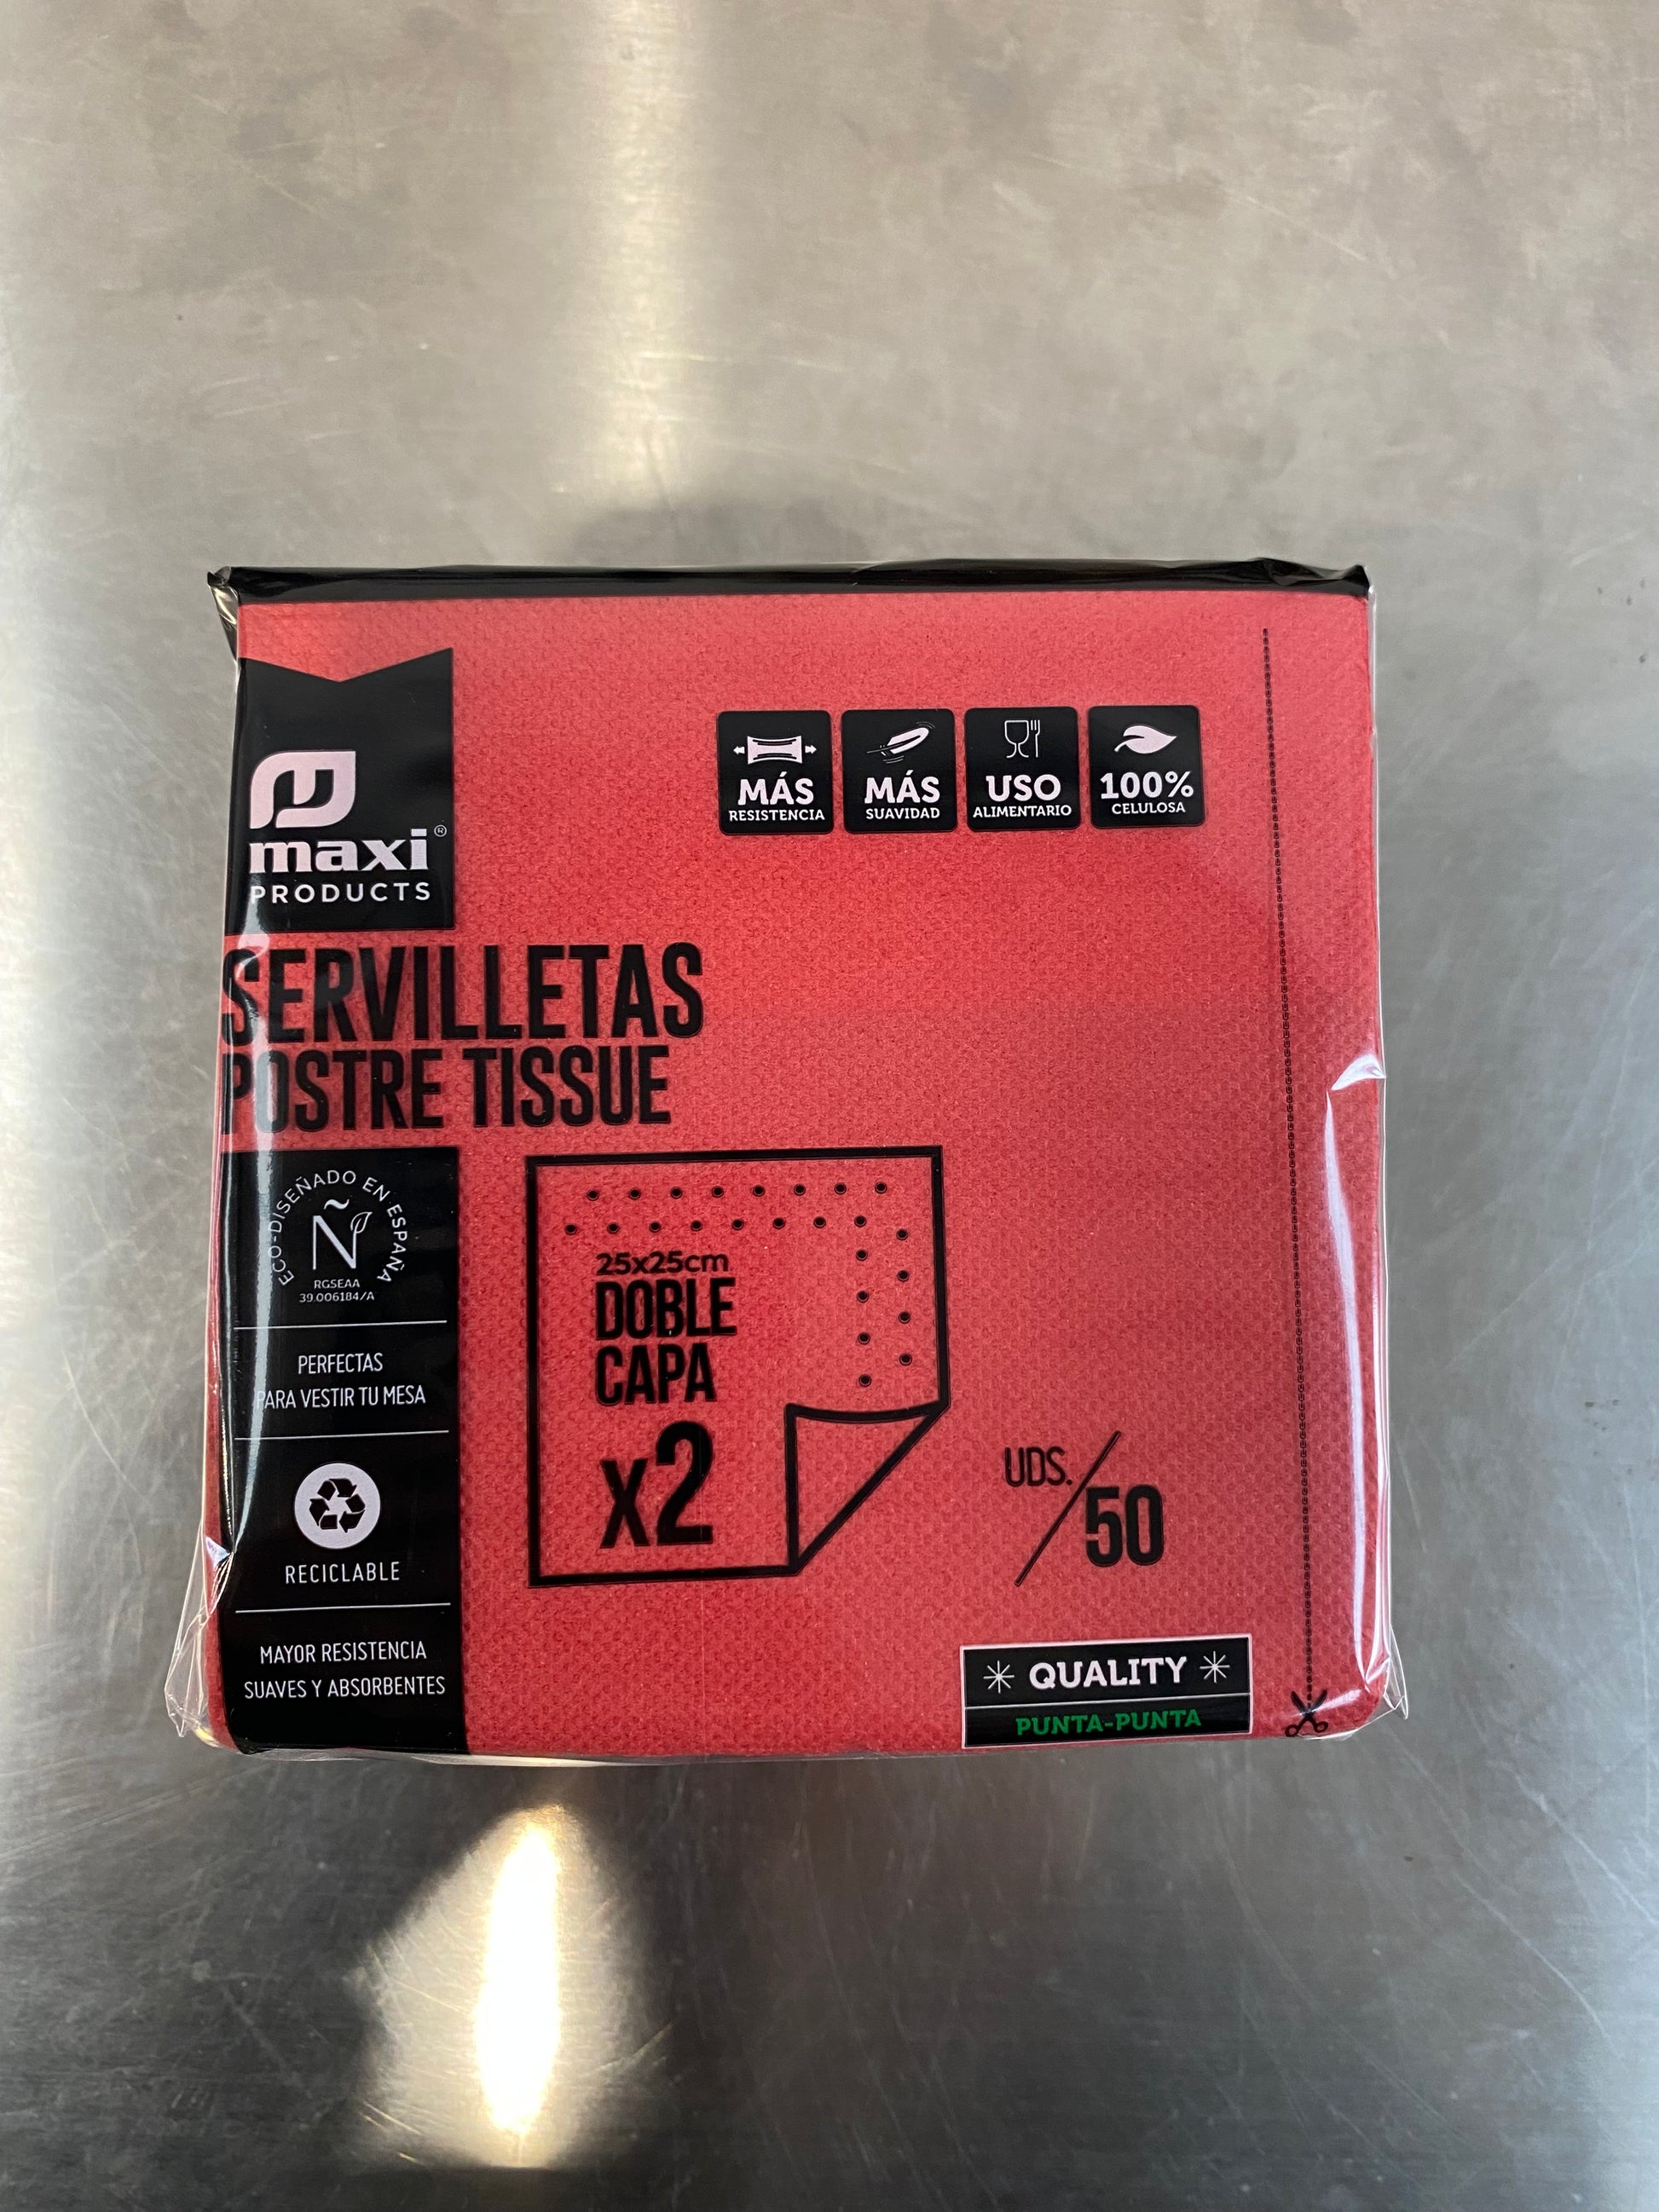 maxi®
PRODUCTS
MÁS
RESISTENCIA
MÁS
SUAVIDAD
USO
ALIMENTARIO
100%
CELULOSA
SERVILLETAS
POSTRE TISSUE
ECO-DISEÑADO EN ESPAÑA
Ñ
RGSEAA
39.006184/A
PERFECTAS
PARA VESTIR TU MESA
RECICLABLE
MAYOR RESISTENCIA
SUAVES Y ABSORBENTES
25x25cm
DOBLE
CAPA
x2
UDS./50
QUALITY
PUNTA-PUNTA